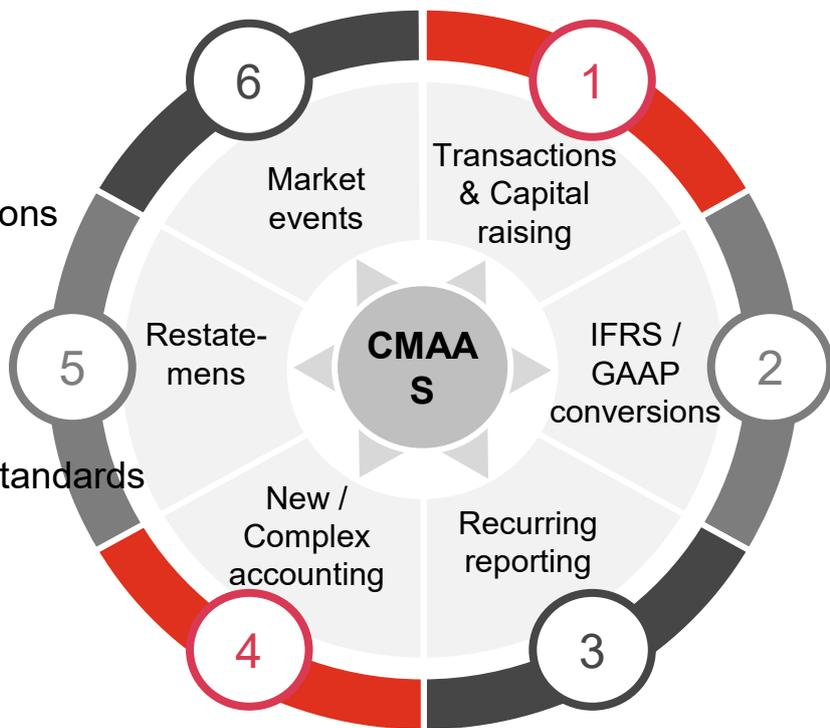 6
1
Transactions
& Capital
raising
Market
events
ons
Restate-
mens
IFRS /
GAAP
conversions
CMAA
S
5
2
tandards
New /
Complex
accounting
Recurring
reporting
4
3